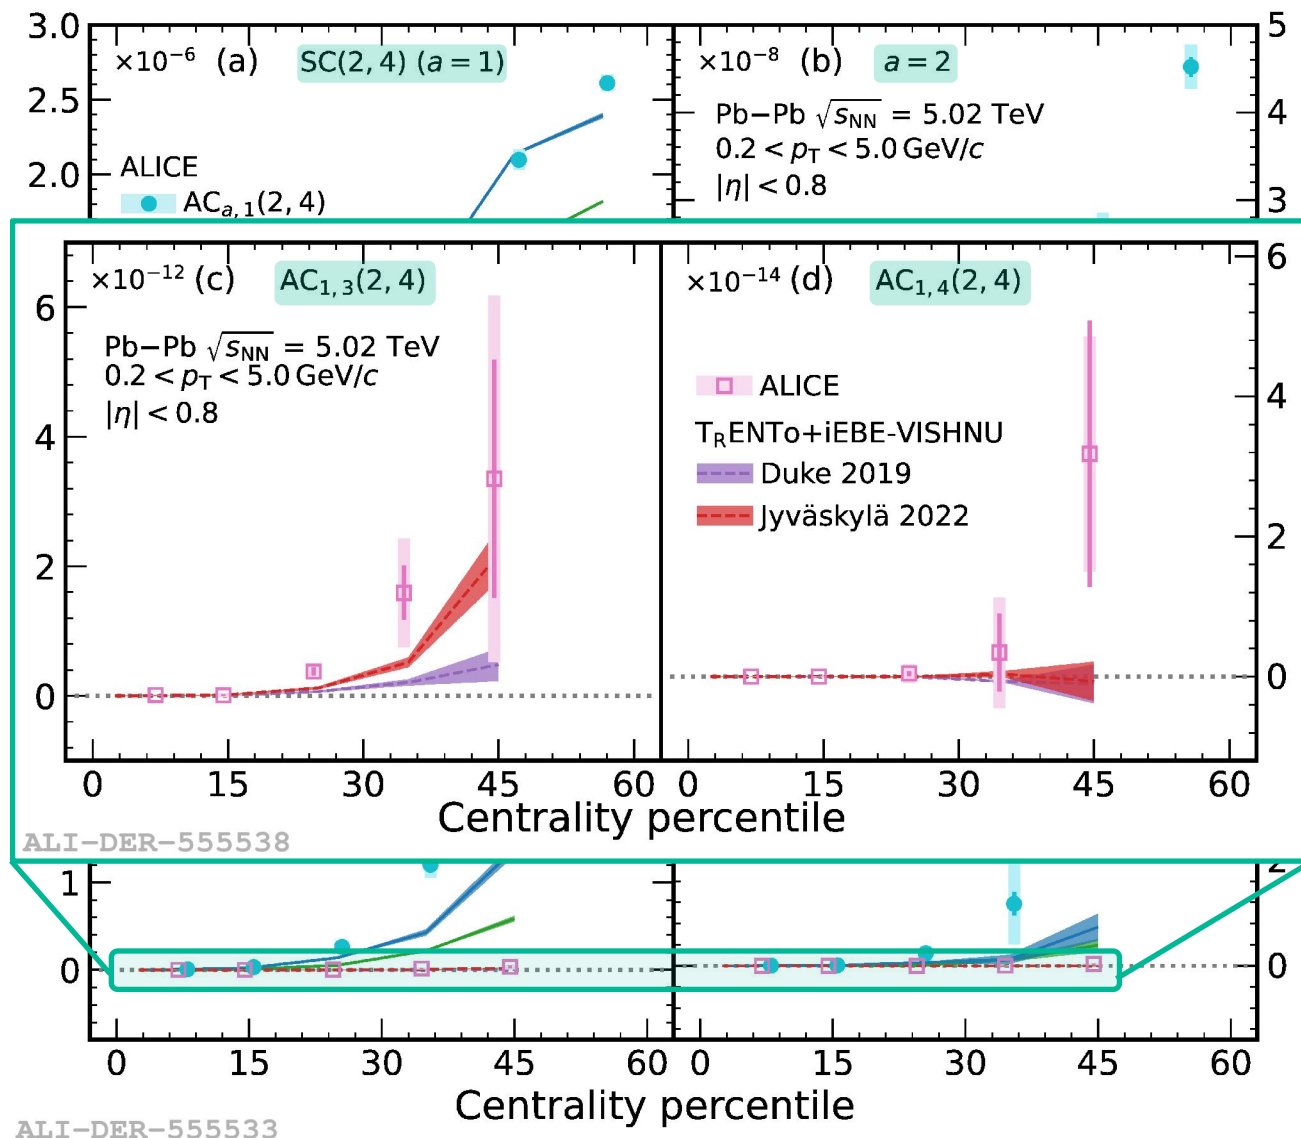 3.0
×10⁻⁶ (a) SC(2, 4) (a = 1)
2.5
2.0
ALICE
AC_{a,1}(2, 4)
×10⁻⁸ (b) a = 2
5
Pb−Pb √s_NN = 5.02 TeV
4
0.2 < p_T < 5.0 GeV/c
|η| < 0.8
3
×10⁻¹² (c) AC_{1,3}(2, 4)
6
Pb−Pb √s_NN = 5.02 TeV
0.2 < p_T < 5.0 GeV/c
|η| < 0.8
4
2
0
×10⁻¹⁴ (d) AC_{1,4}(2, 4)
6
ALICE
4
T_RENTo+iEBE-VISHNU
Duke 2019
Jyväskylä 2022
2
0
0 15 30 45 60 0 15 30 45 60
Centrality percentile
ALI−DER−555538
1
2
0
0
0 15 30 45 60 0 15 30 45 60
Centrality percentile
ALI−DER−555533